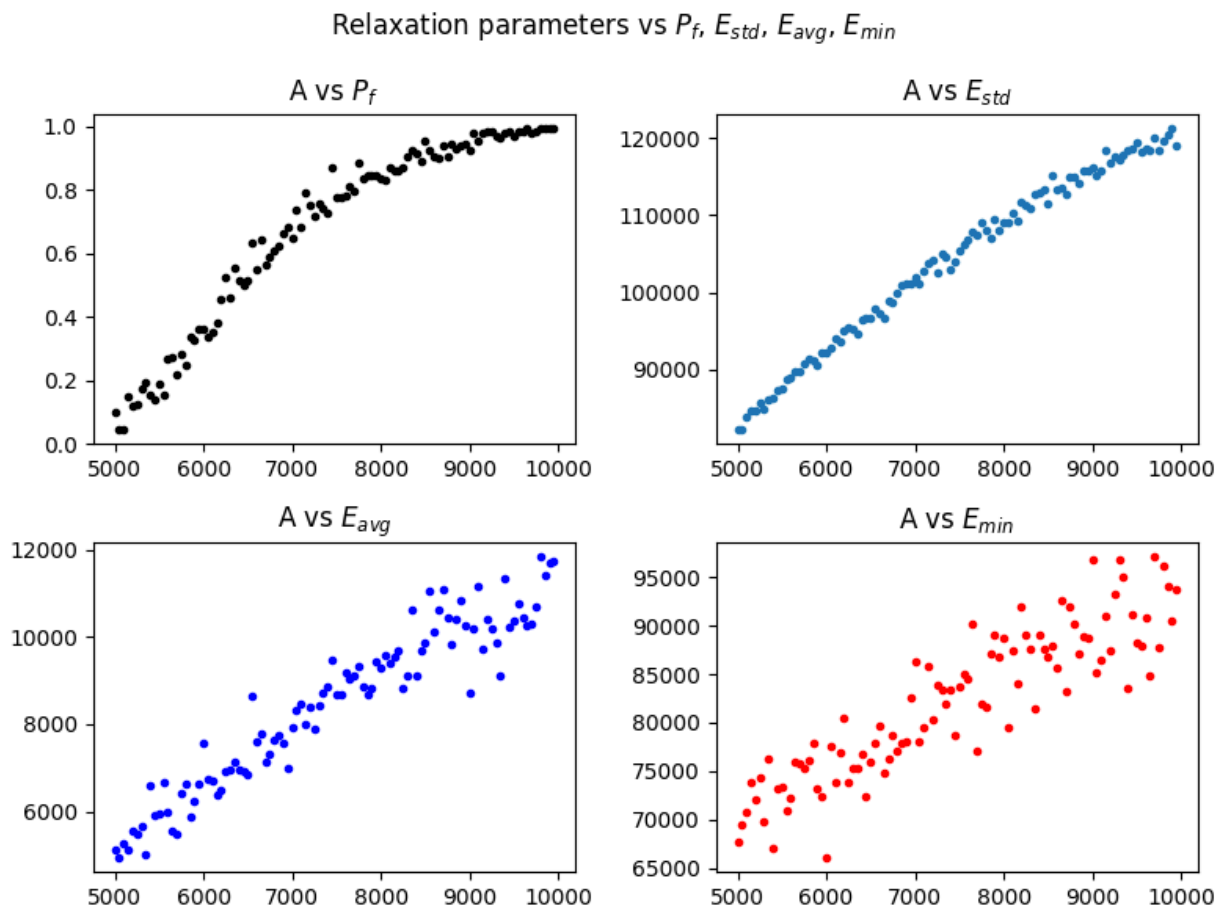 Relaxation parameters vs P_f, E_std, E_avg, E_min
A vs P_f
1.0
0.8
0.6
0.4
0.2
0.0
5000 6000 7000 8000 9000 10000
A vs E_std
120000
110000
100000
90000
5000 6000 7000 8000 9000 10000
A vs E_avg
12000
10000
8000
6000
5000 6000 7000 8000 9000 10000
A vs E_min
95000
90000
85000
80000
75000
70000
65000
5000 6000 7000 8000 9000 10000